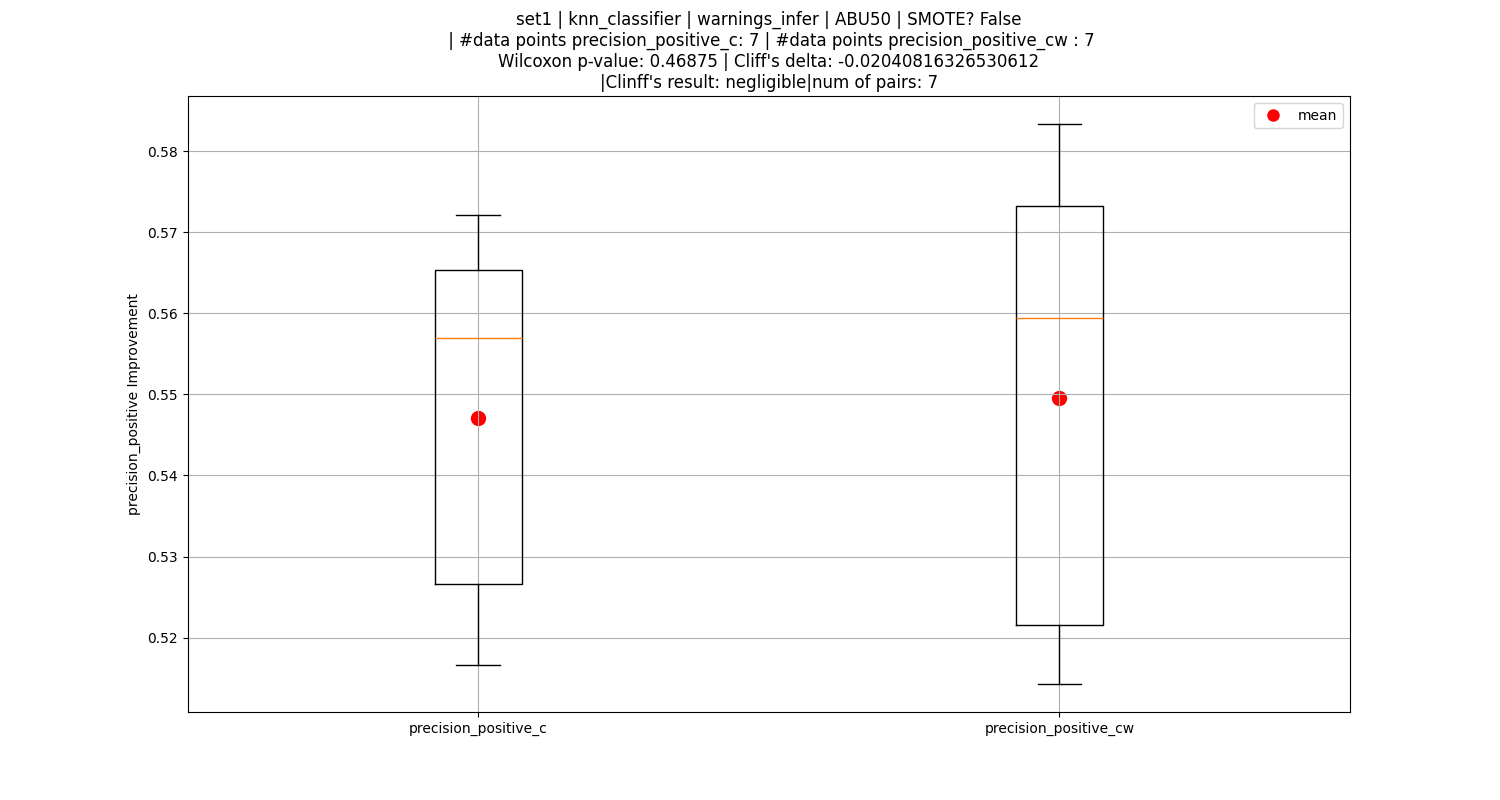 set1 | knn_classifier | warnings_infer | ABU50 | SMOTE? False
| #data points precision_positive_c: 7 | #data points precision_positive_cw : 7
Wilcoxon p-value: 0.46875 | Cliff's delta: -0.02040816326530612
|Clinff's result: negligible|num of pairs: 7
mean
0.58
0.57
0.56
0.55
0.54
0.53
0.52
precision_positive Improvement
precision_positive_c
precision_positive_cw